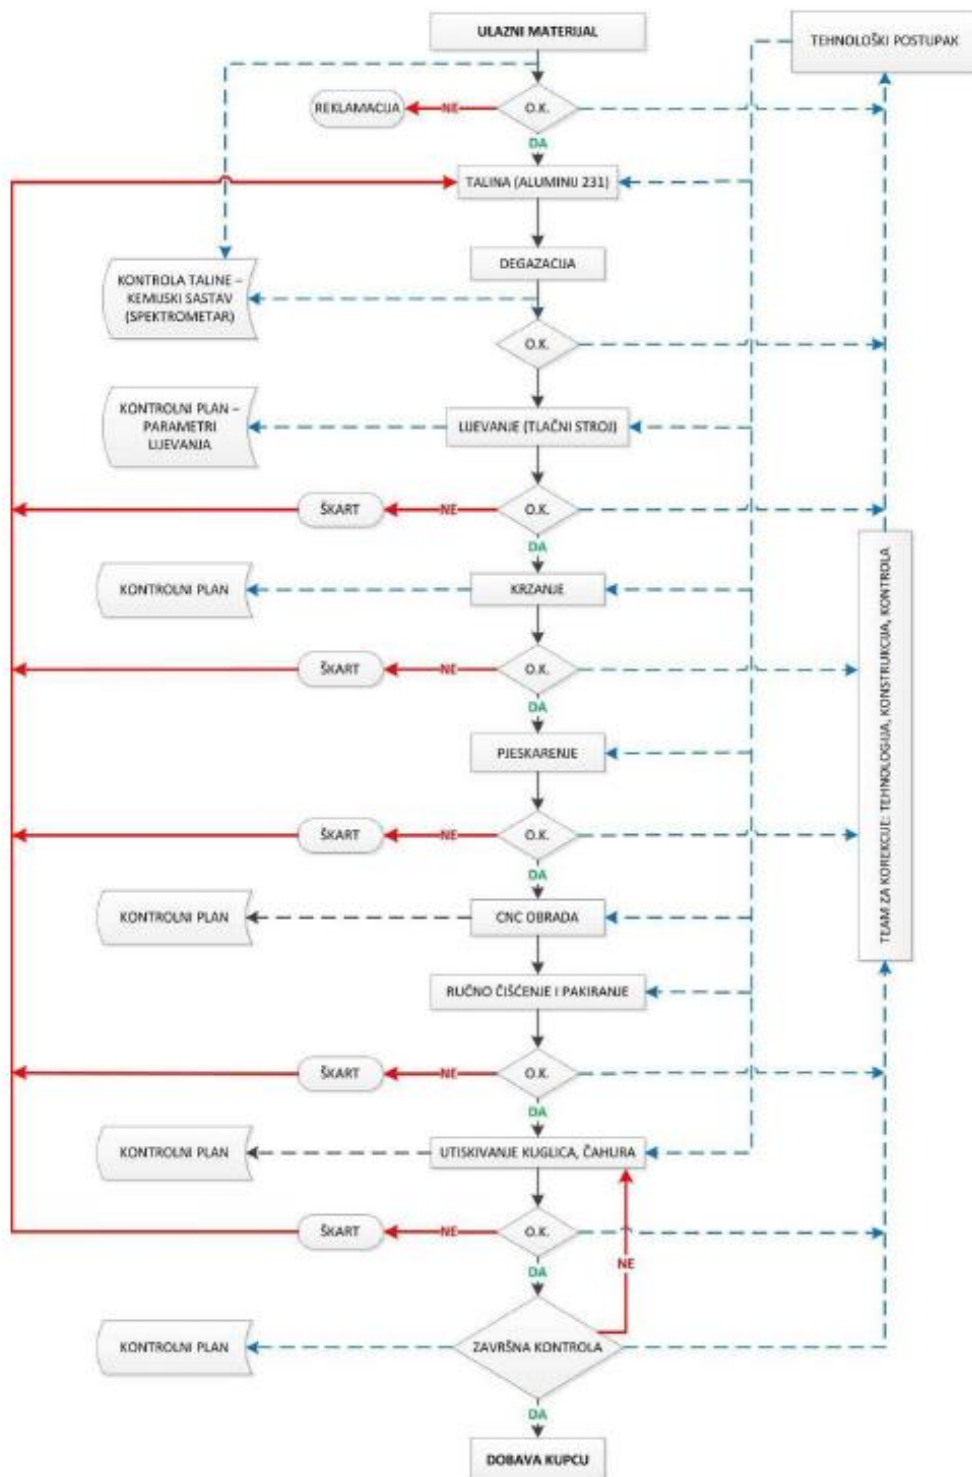 ULAZNI MATERIJAL
TEHNOLOŠKI POSTUPAK
REKLAMACIJA
NE
O.K.
DA
TALINA (ALUMINIJ 231)
DEGAZACIJA
KONTROLA TALINE –
KEMIJSKI SASTAV
(SPEKTROMETAR)
O.K.
KONTROLNI PLAN –
PARAMETRI
LIJEVANJA
LIJEVANJE (TLAČNI STROJ)
ŠKART
NE
O.K.
DA
KONTROLNI PLAN
KRZANJE
TEAM ZA KOREKCIJE: TEHNOLOGIJA, KONSTRUKCIJA, KONTROLA
ŠKART
NE
O.K.
DA
PJESKARENJE
ŠKART
NE
O.K.
DA
KONTROLNI PLAN
CNC OBRADA
RUČNO ČIŠĆENJE I PAKIRANJE
ŠKART
NE
O.K.
DA
KONTROLNI PLAN
UTISKIVANJE KUGLICA, ČAHURA
ŠKART
NE
O.K.
NE
DA
KONTROLNI PLAN
ZAVRŠNA KONTROLA
DA
DOBAVA KUPCU